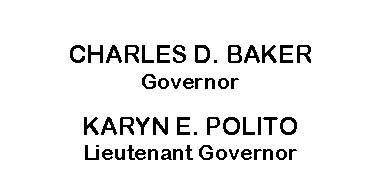 CHARLES D. BAKER
Governor
KARYN E. POLITO
Lieutenant Governor